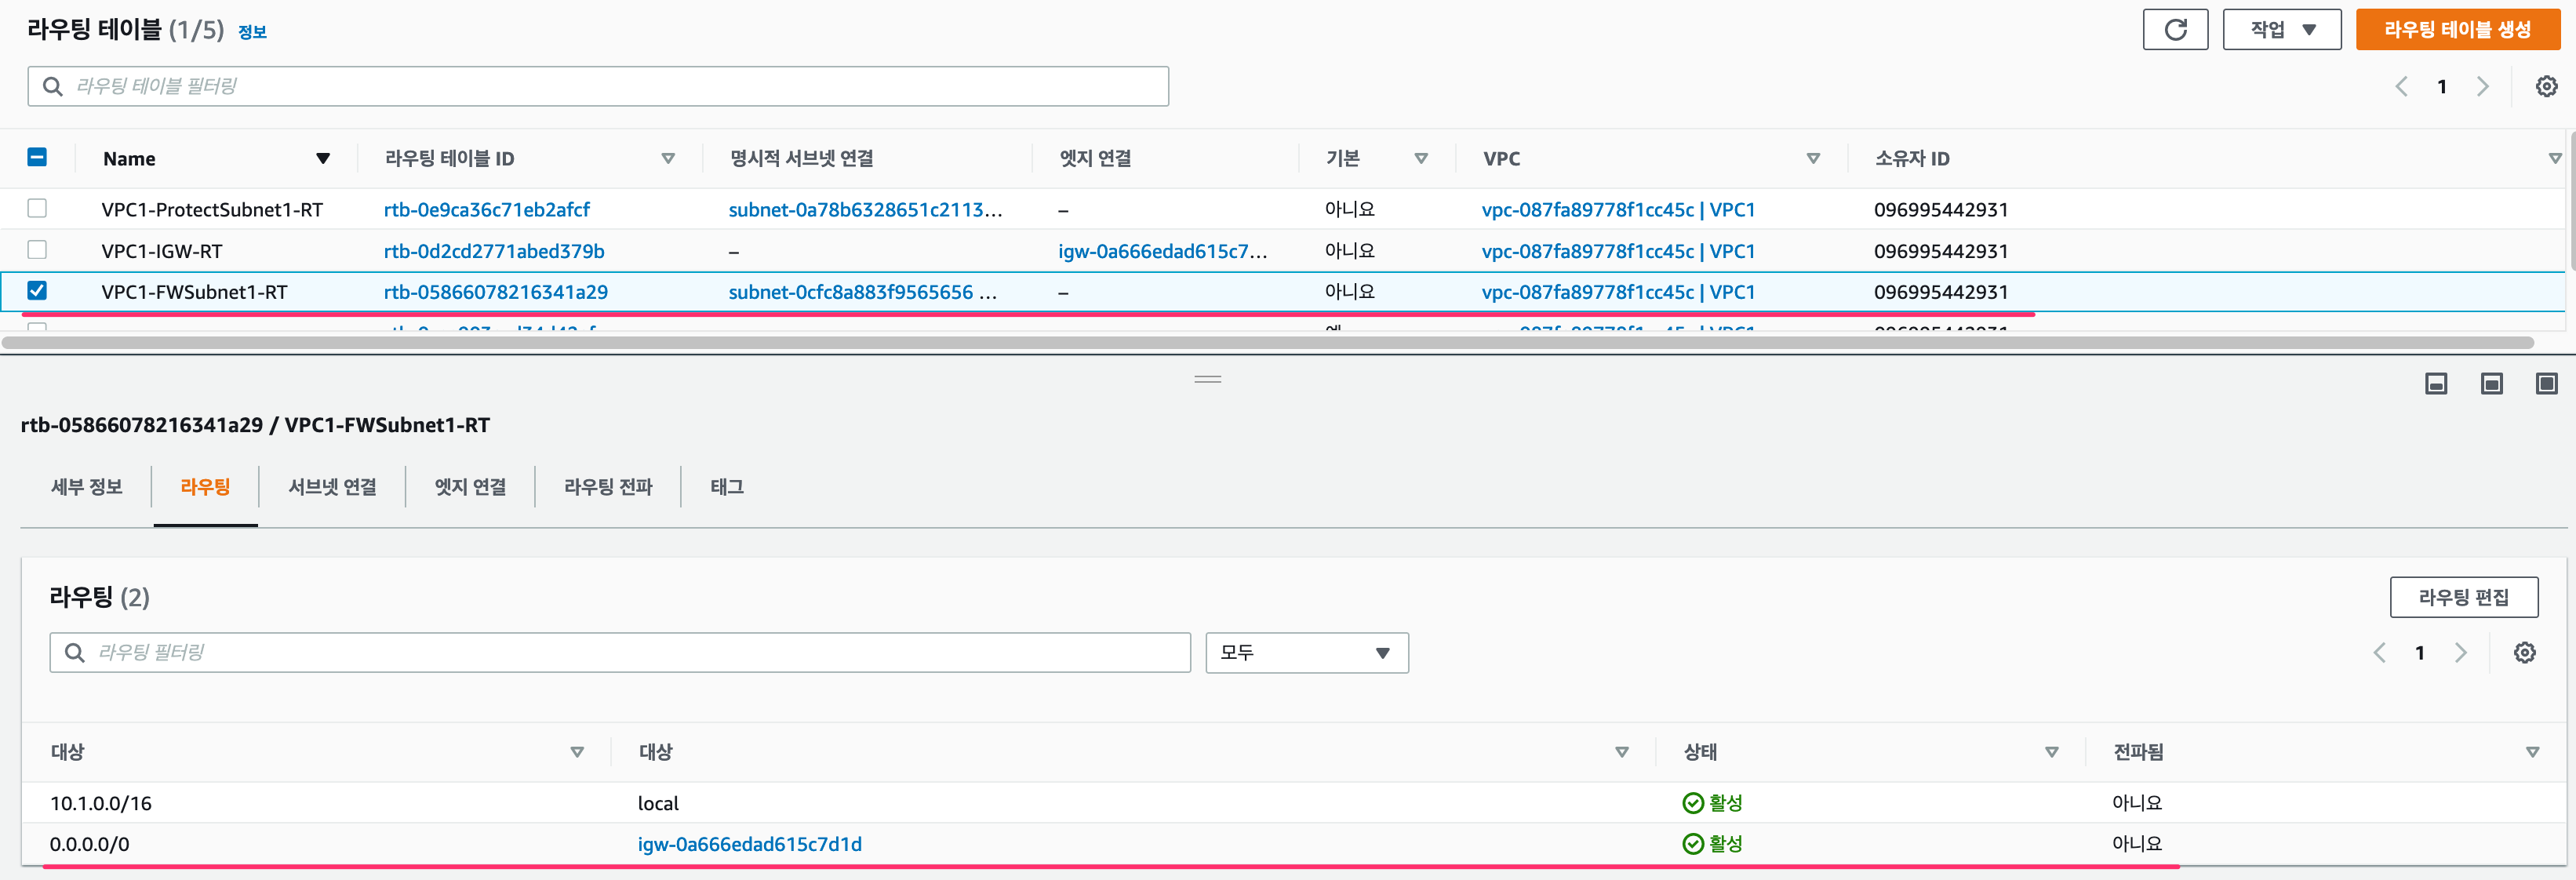 라우팅 테이블 (1/5) 정보
작업 라우팅 테이블 생성
라우팅 테이블 필터링
1
Name 라우팅 테이블 ID 명시적 서브넷 연결 엣지 연결 기본 VPC 소유자 ID
VPC1-ProtectSubnet1-RT rtb-0e9ca36c71eb2afcf subnet-0a78b6328651c2113... – 아니요 vpc-087fa89778f1cc45c | VPC1 096995442931
VPC1-IGW-RT rtb-0d2cd2771abed379b – igw-0a666edad615c7... 아니요 vpc-087fa89778f1cc45c | VPC1 096995442931
VPC1-FWSubnet1-RT rtb-05866078216341a29 subnet-0cfc8a883f9565656 ... – 아니요 vpc-087fa89778f1cc45c | VPC1 096995442931
rtb-05866078216341a29 / VPC1-FWSubnet1-RT
세부 정보 라우팅 서브넷 연결 엣지 연결 라우팅 전파 태그
라우팅 (2)
라우팅 편집
라우팅 필터링 모두 1
대상 대상 상태 전파됨
10.1.0.0/16 local 활성 아니요
0.0.0.0/0 igw-0a666edad615c7d1d 활성 아니요